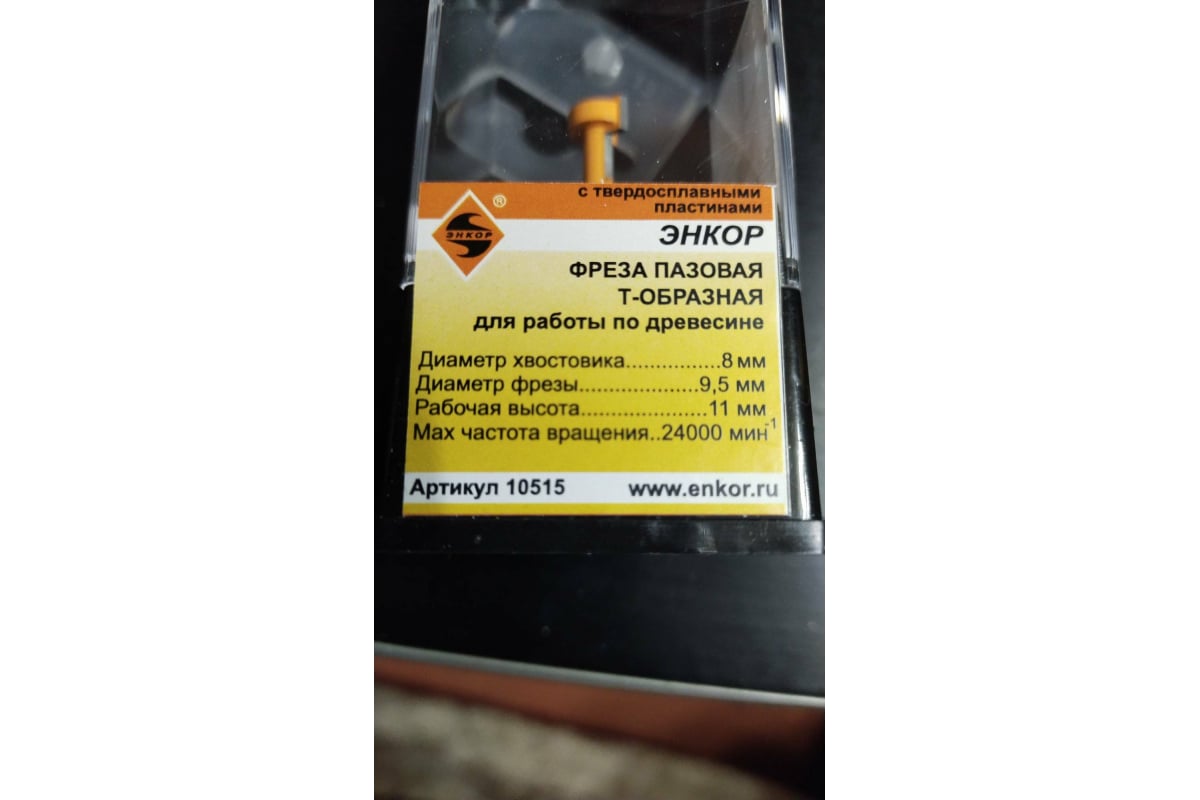 с твердосплавными
пластинами
®
ЭНКОР
ЭНКОР
ФРЕЗА ПАЗОВАЯ
Т-ОБРАЗНАЯ
для работы по древесине
Диаметр хвостовика................8 мм
Диаметр фрезы....................9,5 мм
Рабочая высота.....................11 мм
Мах частота вращения..24000 мин-1
Артикул 10515 www.enkor.ru